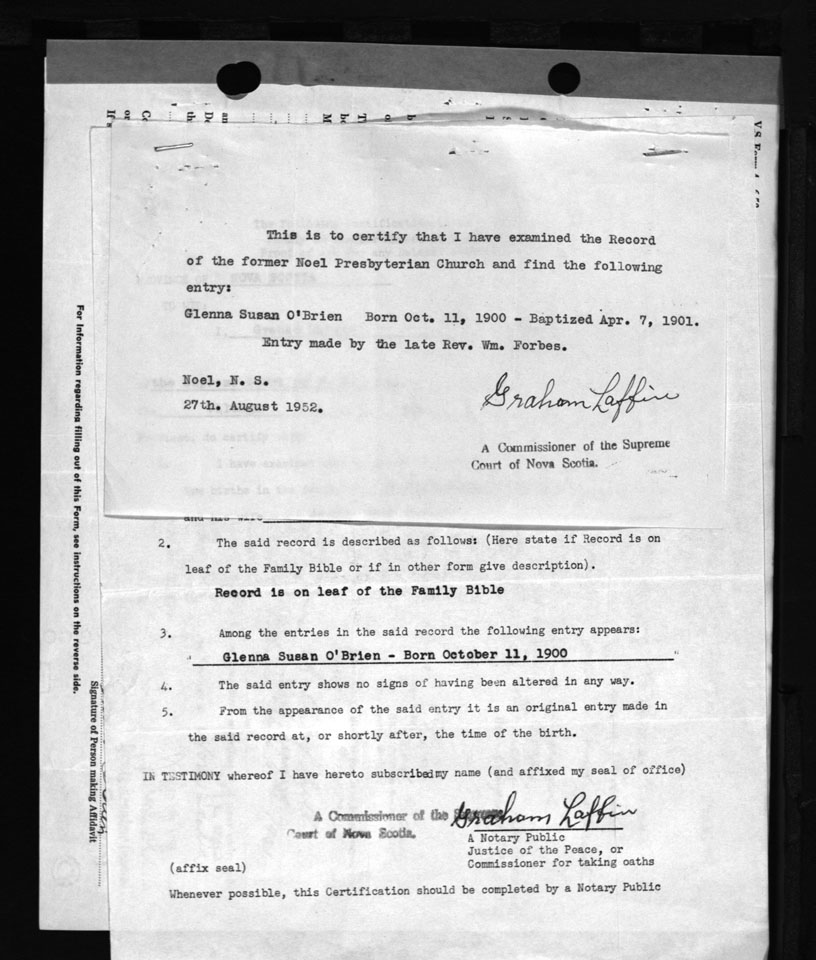 This is to certify that I have examined the Record
of the former Noel Presbyterian Church and find the following
entry:
Glenna Susan O'Brien Born Oct. 11, 1900 - Baptized Apr. 7, 1901.
Entry made by the late Rev. Wm. Forbes.
Noel, N. S.
27th. August 1952.
Graham Laffin
A Commissioner of the Supreme
Court of Nova Scotia.
and his wife
2. The said record is described as follows: (Here state if Record is on
leaf of the Family Bible or if in other form give description).
Record is on leaf of the Family Bible
3. Among the entries in the said record the following entry appears:
" Glenna Susan O'Brien - Born October 11, 1900 "
4. The said entry shows no signs of having been altered in any way.
5. From the appearance of the said entry it is an original entry made in
the said record at, or shortly after, the time of the birth.
IN TESTIMONY whereof I have hereto subscribed my name (and affixed my seal of office)
A Commissioner of the Supreme
Court of Nova Scotia.
Graham Laffin
A Notary Public
Justice of the Peace, or
Commissioner for taking oaths
(affix seal)
Whenever possible, this Certification should be completed by a Notary Public
For Information regarding filling out of this Form, see instructions on the reverse side.
Signature of Person making Affidavit